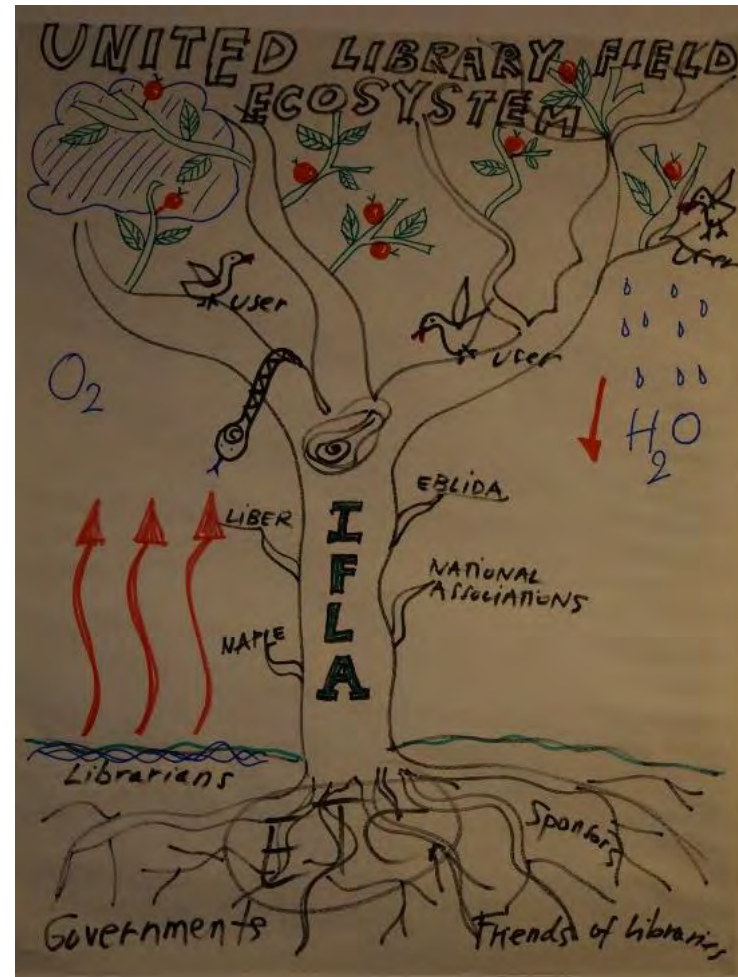 UNITED LIBRARY FIELD
ECOSYSTEM
user
user
O2
H2O
EBLIDA
LIBER
IFLA
NATIONAL
ASSOCIATIONS
NAPLE
Librarians
Sponsors
Governments
Friends of libraries